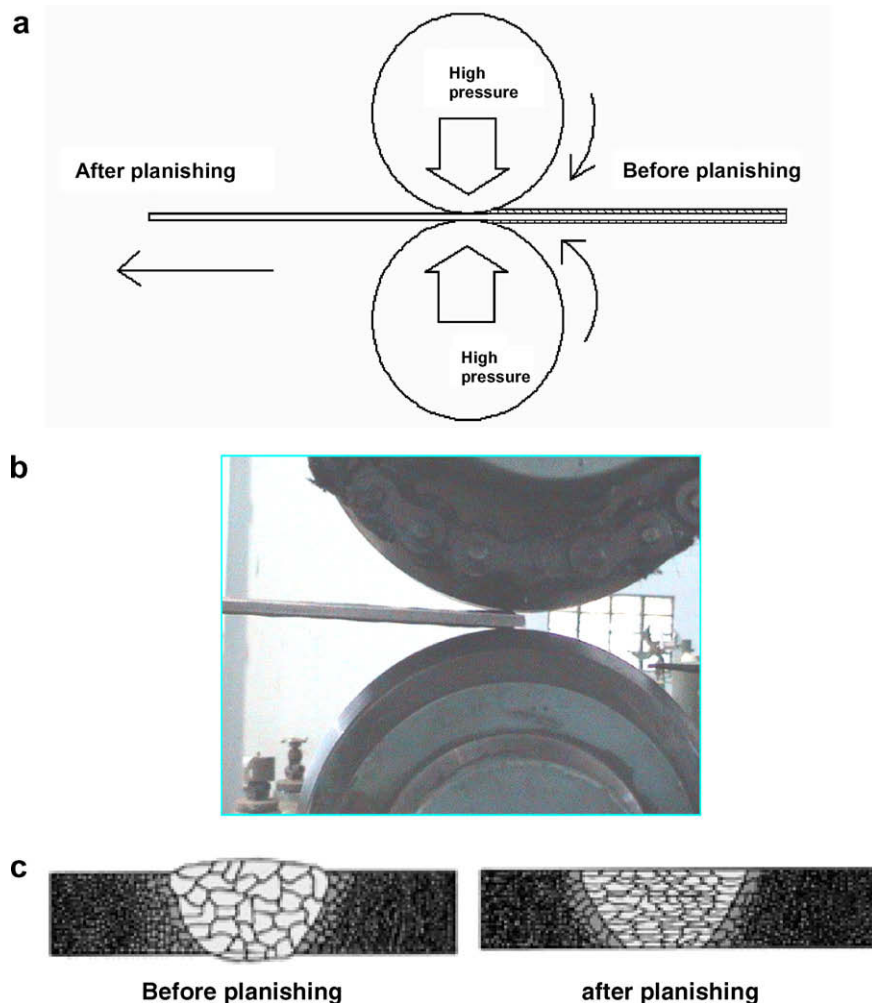 a
High
pressure
After planishing
Before planishing
High
pressure
b
c
Before planishing
after planishing